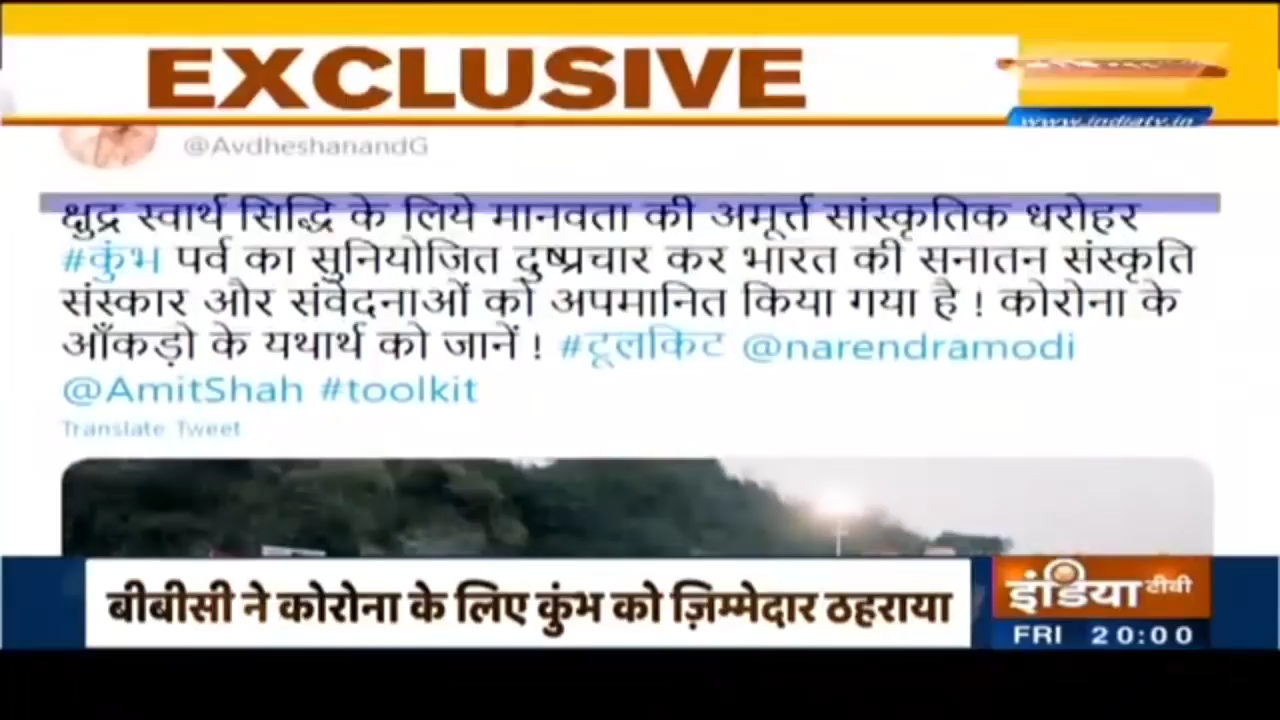 EXCLUSIVE
www.indiatv.in
@AvdheshanandG
क्षुद्र स्वार्थ सिद्धि के लिये मानवता की अमूर्त्त सांस्कृतिक धरोहर
#कुंभ पर्व का सुनियोजित दुष्प्रचार कर भारत की सनातन संस्कृति
संस्कार और संवेदनाओं को अपमानित किया गया है ! कोरोना के
आँकड़ो के यथार्थ को जानें ! #टूलकिट @narendramodi
@AmitShah #toolkit
Translate Tweet
बीबीसी ने कोरोना के लिए कुंभ को ज़िम्मेदार ठहराया
इंडिया टीवी
FRI 20:00